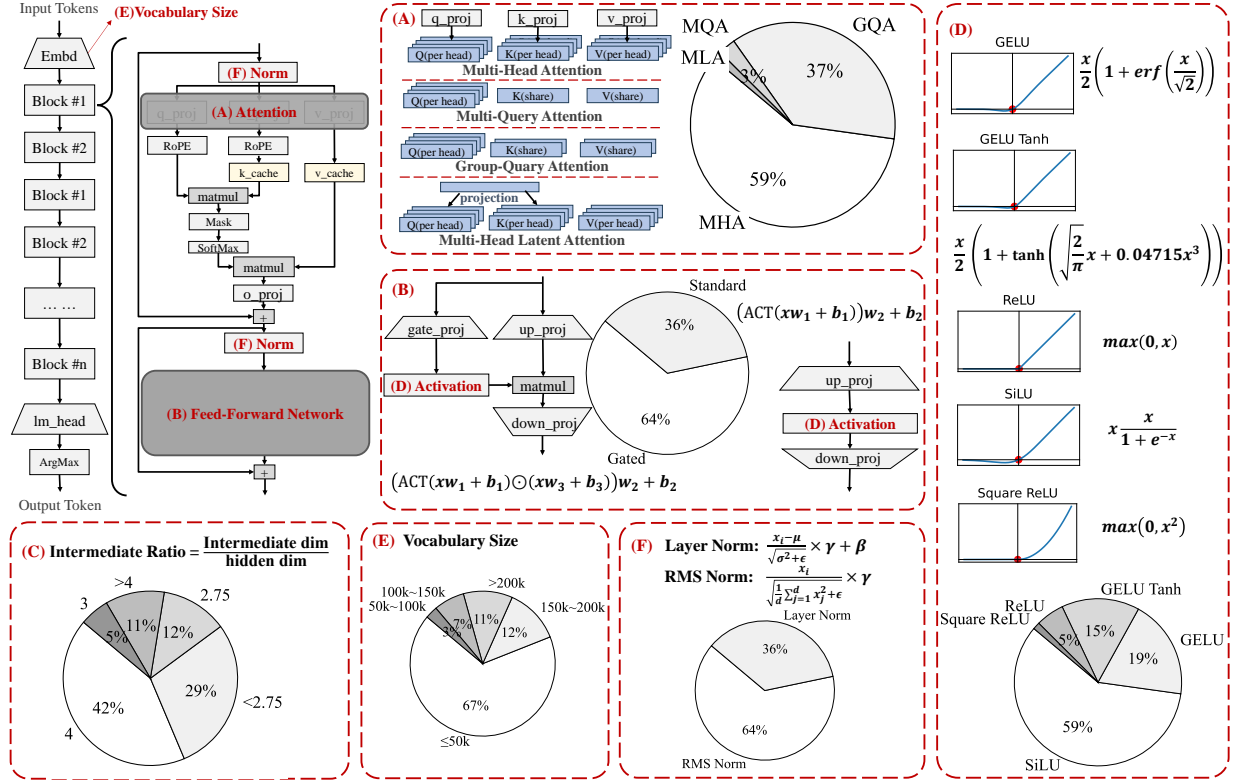 Input Tokens
(E)Vocabulary Size
Embd
Block #1
Block #2
Block #1
Block #2
... ...
Block #n
lm_head
ArgMax
Output Token
(F) Norm
(A) Attention
q_proj
v_proj
RoPE
RoPE
k_cache
v_cache
matmul
Mask
SoftMax
matmul
o_proj
+
(F) Norm
(B) Feed-Forward Network
+
(A)
q_proj
k_proj
v_proj
Q(per head)
K(per head)
V(per head)
Multi-Head Attention
Q(per head)
K(share)
V(share)
Multi-Query Attention
Q(per head)
K(share)
V(share)
Group-Quary Attention
projection
Q(per head)
K(per head)
V(per head)
Multi-Head Latent Attention
MQA
GQA
MLA
3%
37%
59%
MHA
(B)
gate_proj
up_proj
(D) Activation
matmul
down_proj
Standard
36%
64%
Gated
(ACT(xw₁ + b₁))w₂ + b₂
up_proj
(D) Activation
down_proj
(ACT(xw₁ + b₁)⊙(xw₃ + b₃))w₂ + b₂
(C) Intermediate Ratio = Intermediate dim / hidden dim
>4
3
2.75
11%
12%
5%
29%
42%
<2.75
4
(E) Vocabulary Size
>200k
100k~150k
50k~100k
150k~200k
7%
11%
3%
12%
67%
≤50k
(F) Layer Norm: (x_i−μ)/√(σ²+ϵ) × γ + β
RMS Norm: x_i/√(1/d ∑_{j=1}^{d} x_j²+ϵ) × γ
Layer Norm
36%
64%
RMS Norm
(D)
GELU
x/2 (1 + erf(x/√2))
GELU Tanh
x/2 (1 + tanh(√(2/π) x + 0.04715x³))
ReLU
max(0, x)
SiLU
x x/(1 + e^{-x})
Square ReLU
max(0, x²)
GELU Tanh
ReLU
Square ReLU
15%
5%
GELU
19%
59%
SiLU